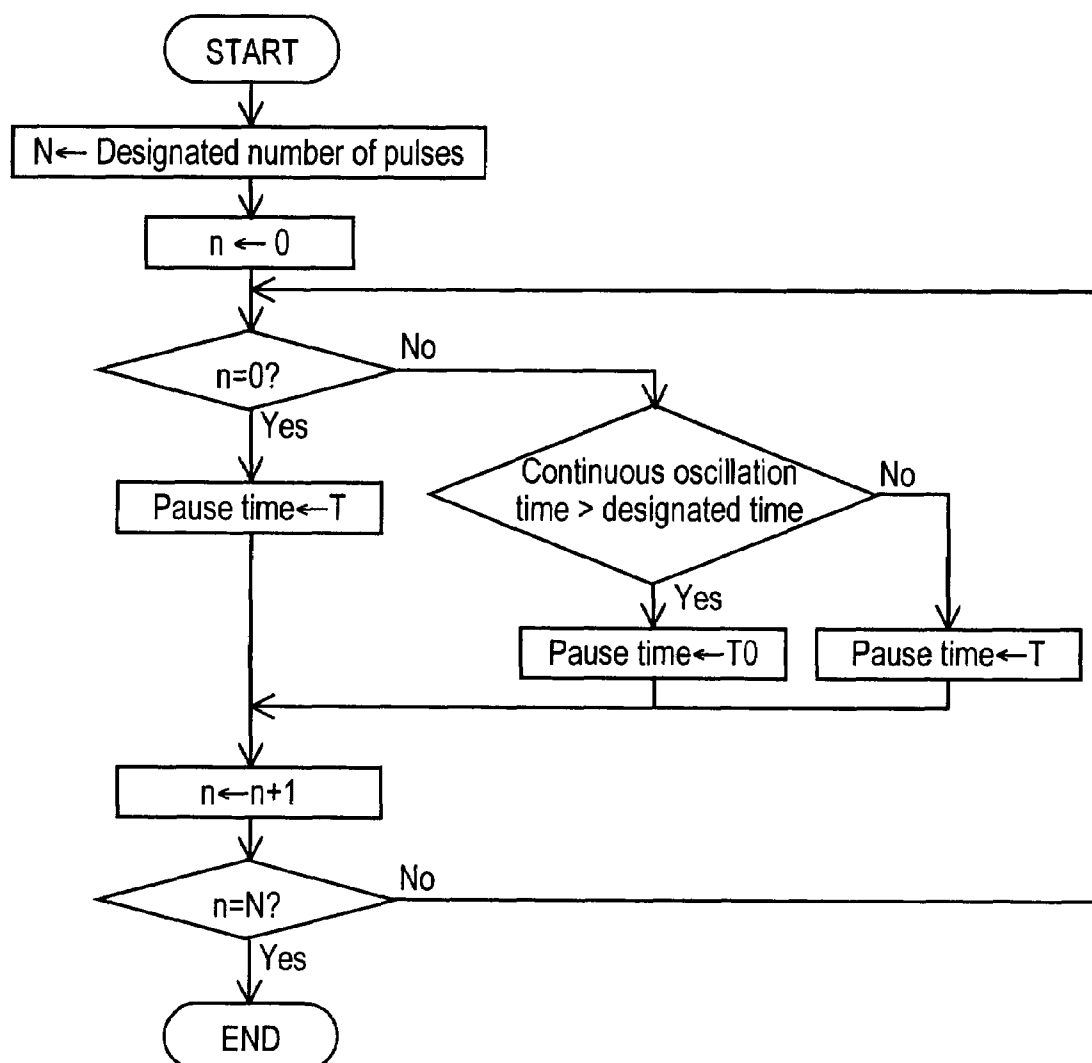 START
N← Designated number of pulses
n ← 0
n=0?
No
Yes
Pause time←T
Continuous oscillation
time > designated time
No
Yes
Pause time←T0
Pause time←T
n←n+1
n=N?
No
Yes
END